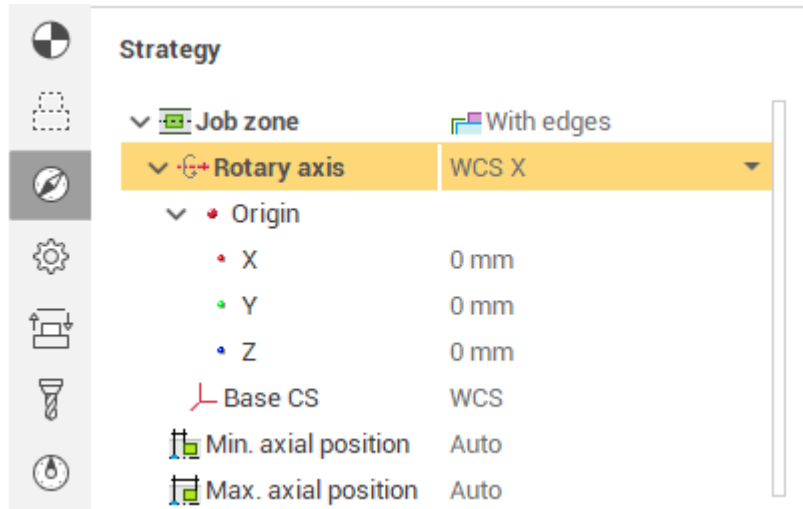 Strategy
Job zone With edges
Rotary axis WCS X
Origin
X 0 mm
Y 0 mm
Z 0 mm
Base CS WCS
Min. axial position Auto
Max. axial position Auto